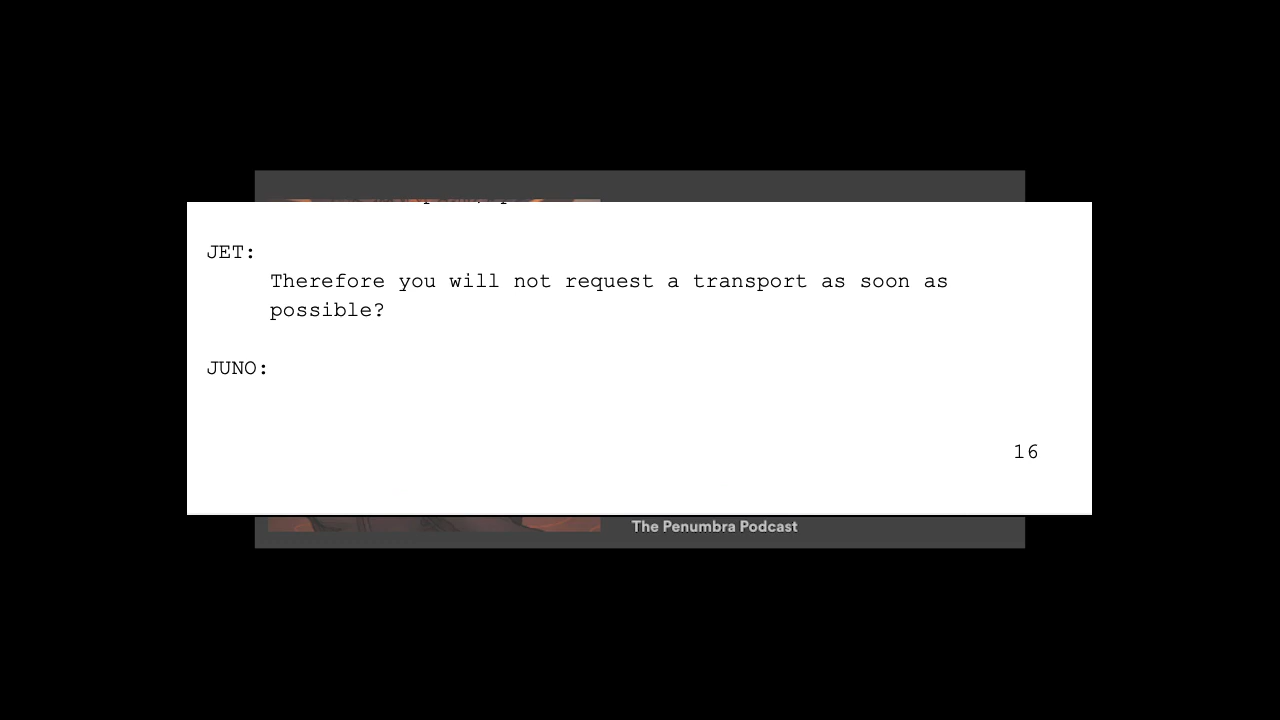 JET:
Therefore you will not request a transport as soon as
possible?
JUNO:
16
The Penumbra Podcast